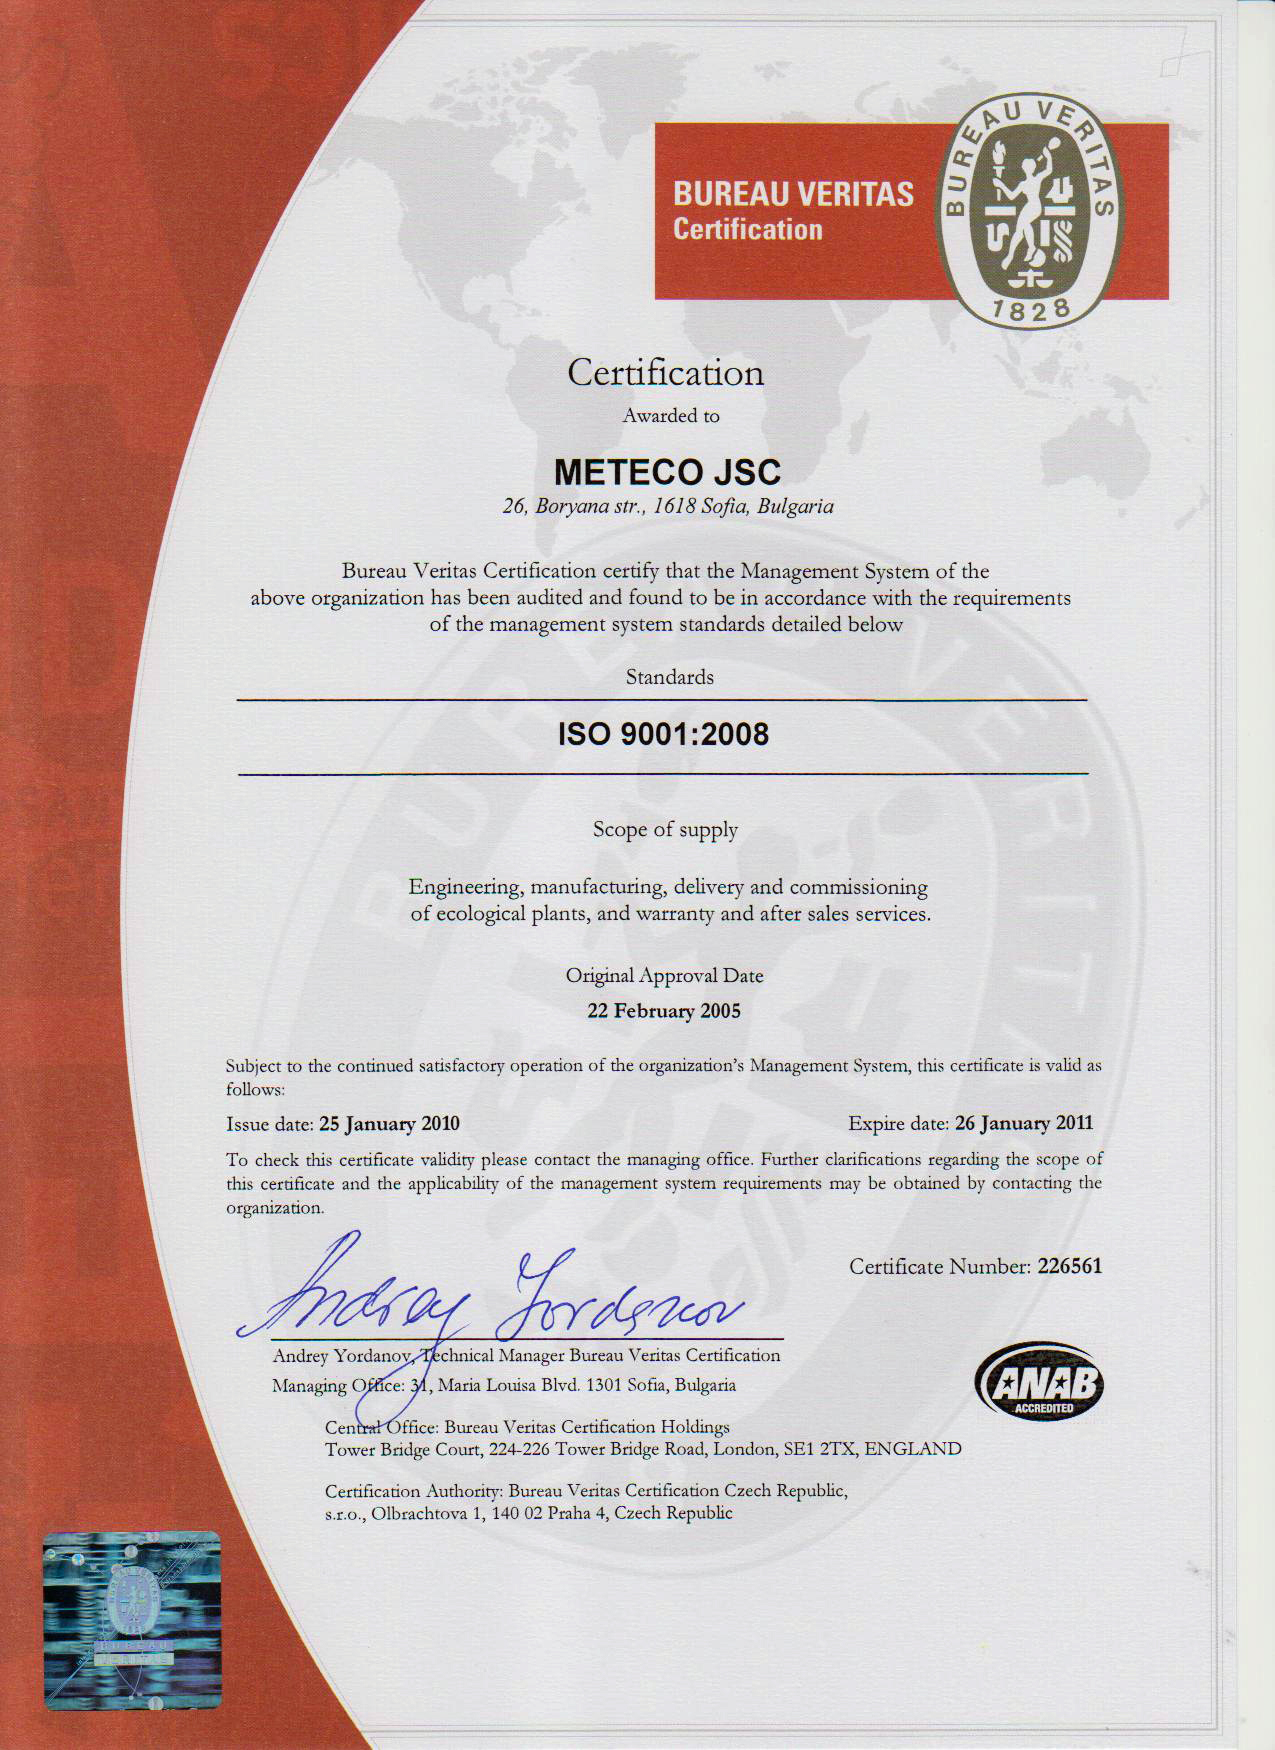 BUREAU VERITAS
Certification
BUREAU VERITAS
1828
Certification
Awarded to
METECO JSC
26, Boryana str., 1618 Sofia, Bulgaria
Bureau Veritas Certification certify that the Management System of the
above organization has been audited and found to be in accordance with the requirements
of the management system standards detailed below
Standards
ISO 9001:2008
Scope of supply
Engineering, manufacturing, delivery and commissioning
of ecological plants, and warranty and after sales services.
Original Approval Date
22 February 2005
Subject to the continued satisfactory operation of the organization's Management System, this certificate is valid as
follows:
Issue date: 25 January 2010
Expire date: 26 January 2011
To check this certificate validity please contact the managing office. Further clarifications regarding the scope of
this certificate and the applicability of the management system requirements may be obtained by contacting the
organization.
Certificate Number: 226561
Andrey Yordanov
Andrey Yordanov, Technical Manager Bureau Veritas Certification
Managing Office: 31, Maria Louisa Blvd. 1301 Sofia, Bulgaria
ANAB
ACCREDITED
Central Office: Bureau Veritas Certification Holdings
Tower Bridge Court, 224-226 Tower Bridge Road, London, SE1 2TX, ENGLAND
Certification Authority: Bureau Veritas Certification Czech Republic,
s.r.o., Olbrachtova 1, 140 02 Praha 4, Czech Republic
BUREAU
VERITAS